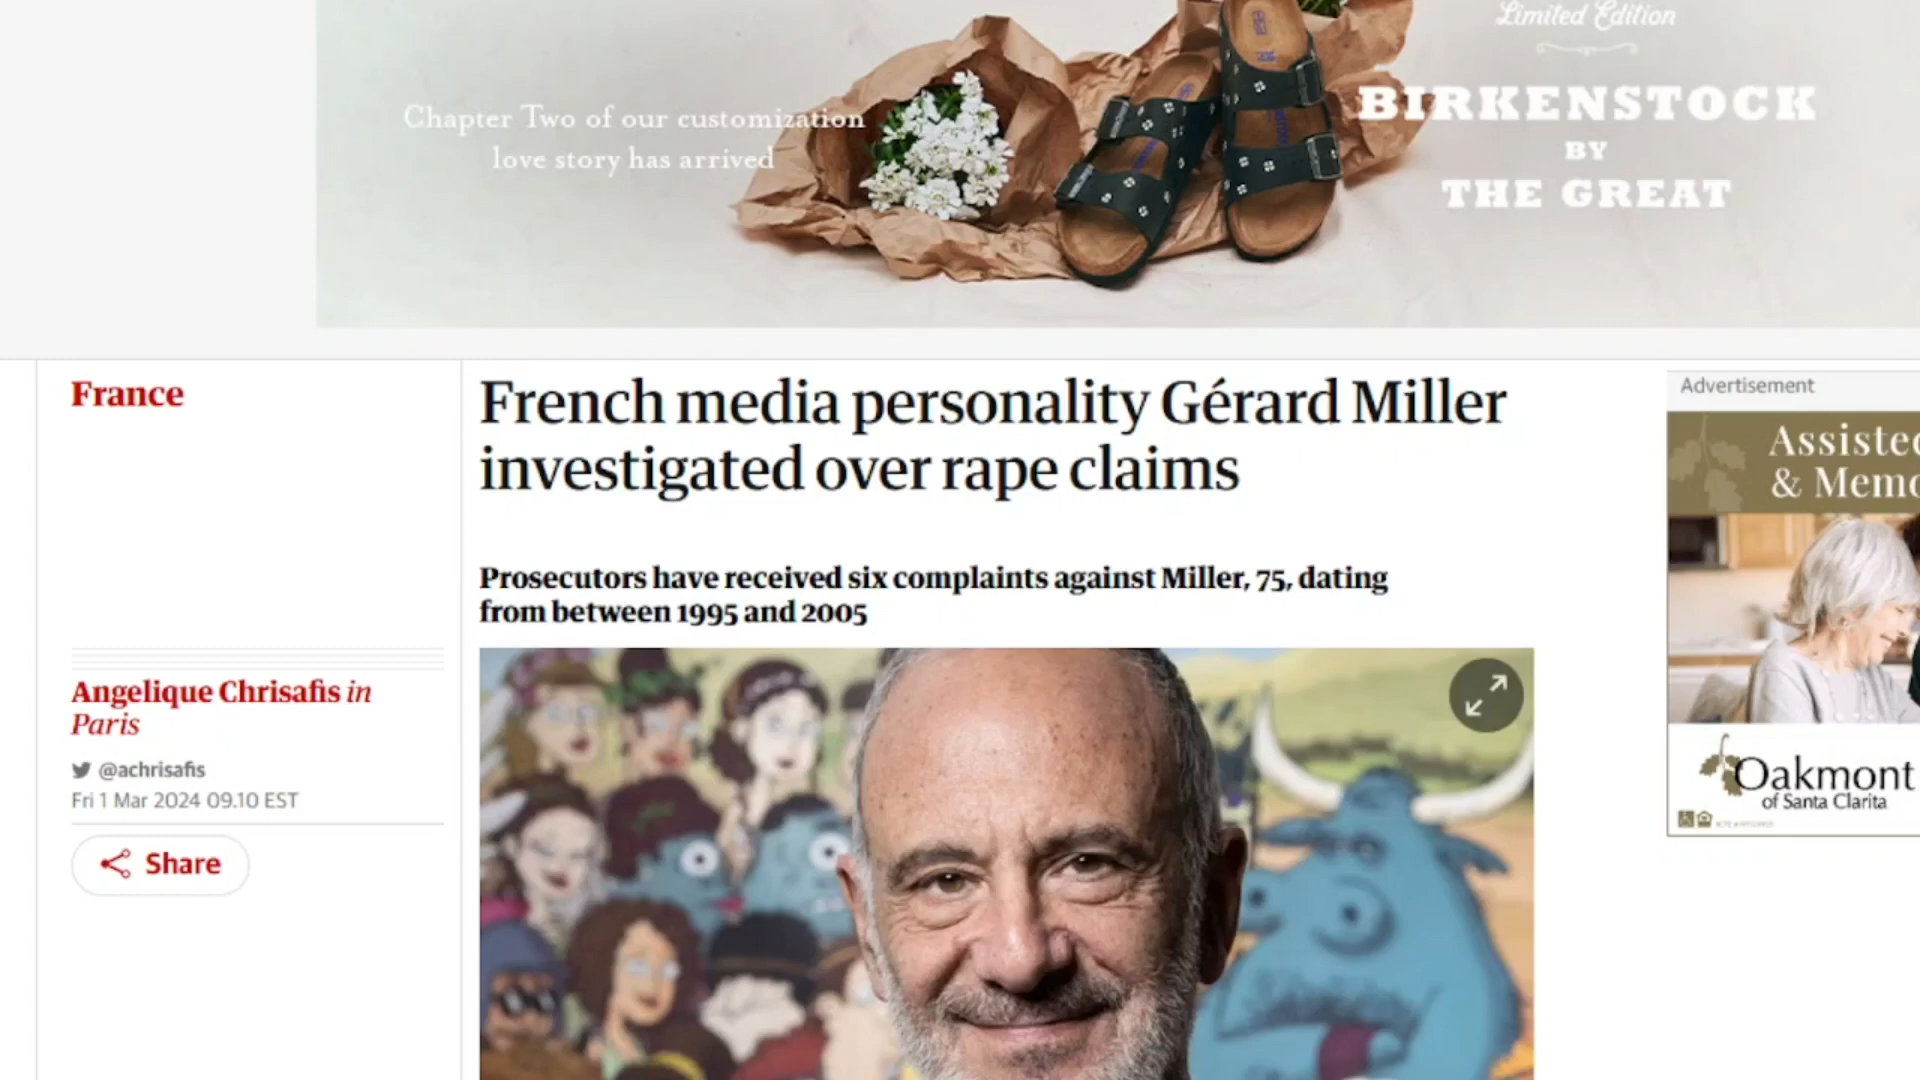 Limited Edition
Chapter Two of our customization
love story has arrived
BIRKENSTOCK
BY
THE GREAT
France
French media personality Gérard Miller
investigated over rape claims
Prosecutors have received six complaints against Miller, 75, dating
from between 1995 and 2005
Angelique Chrisafis in
Paris
@achrisafis
Fri 1 Mar 2024 09.10 EST
Share
Advertisement
Assisted
& Memo
Oakmont
of Santa Clarita